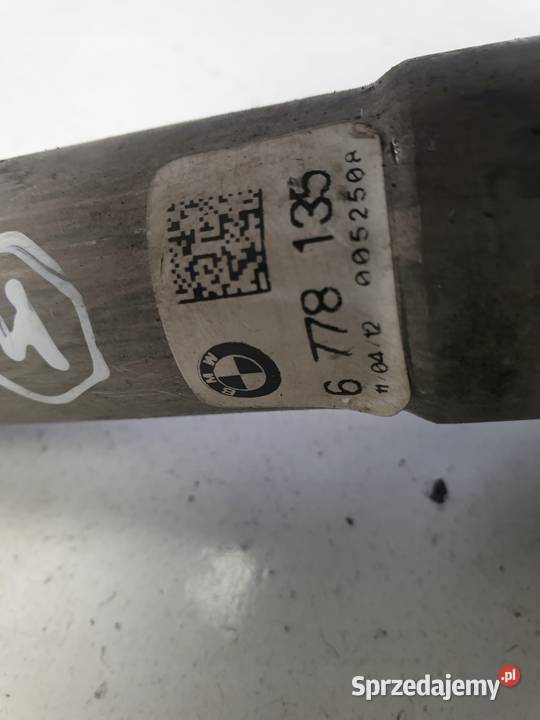 BMW
6 778 135
11/04/12 0052508
Sprzedajemy.pl